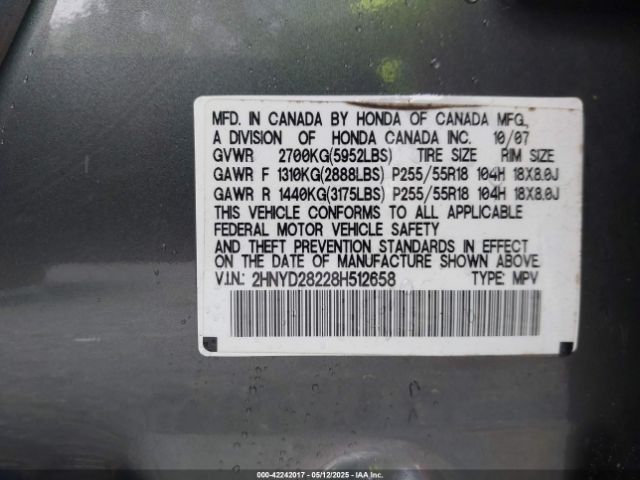 MFD. IN CANADA BY HONDA OF CANADA MFG.,
A DIVISION OF HONDA CANADA INC. 10/07
GVWR 2700KG(5952LBS) TIRE SIZE RIM SIZE
GAWR F 1310KG(2888LBS) P255/55R18 104H 18X8.0J
GAWR R 1440KG(3175LBS) P255/55R18 104H 18X8.0J
THIS VEHICLE CONFORMS TO ALL APPLICABLE
FEDERAL MOTOR VEHICLE SAFETY
AND THEFT PREVENTION STANDARDS IN EFFECT
ON THE DATE OF MANUFACTURE SHOWN ABOVE.
V.I.N.: 2HNYD28228H512658 TYPE: MPV
000-42242017 - 05/12/2025 - IAAI.COM